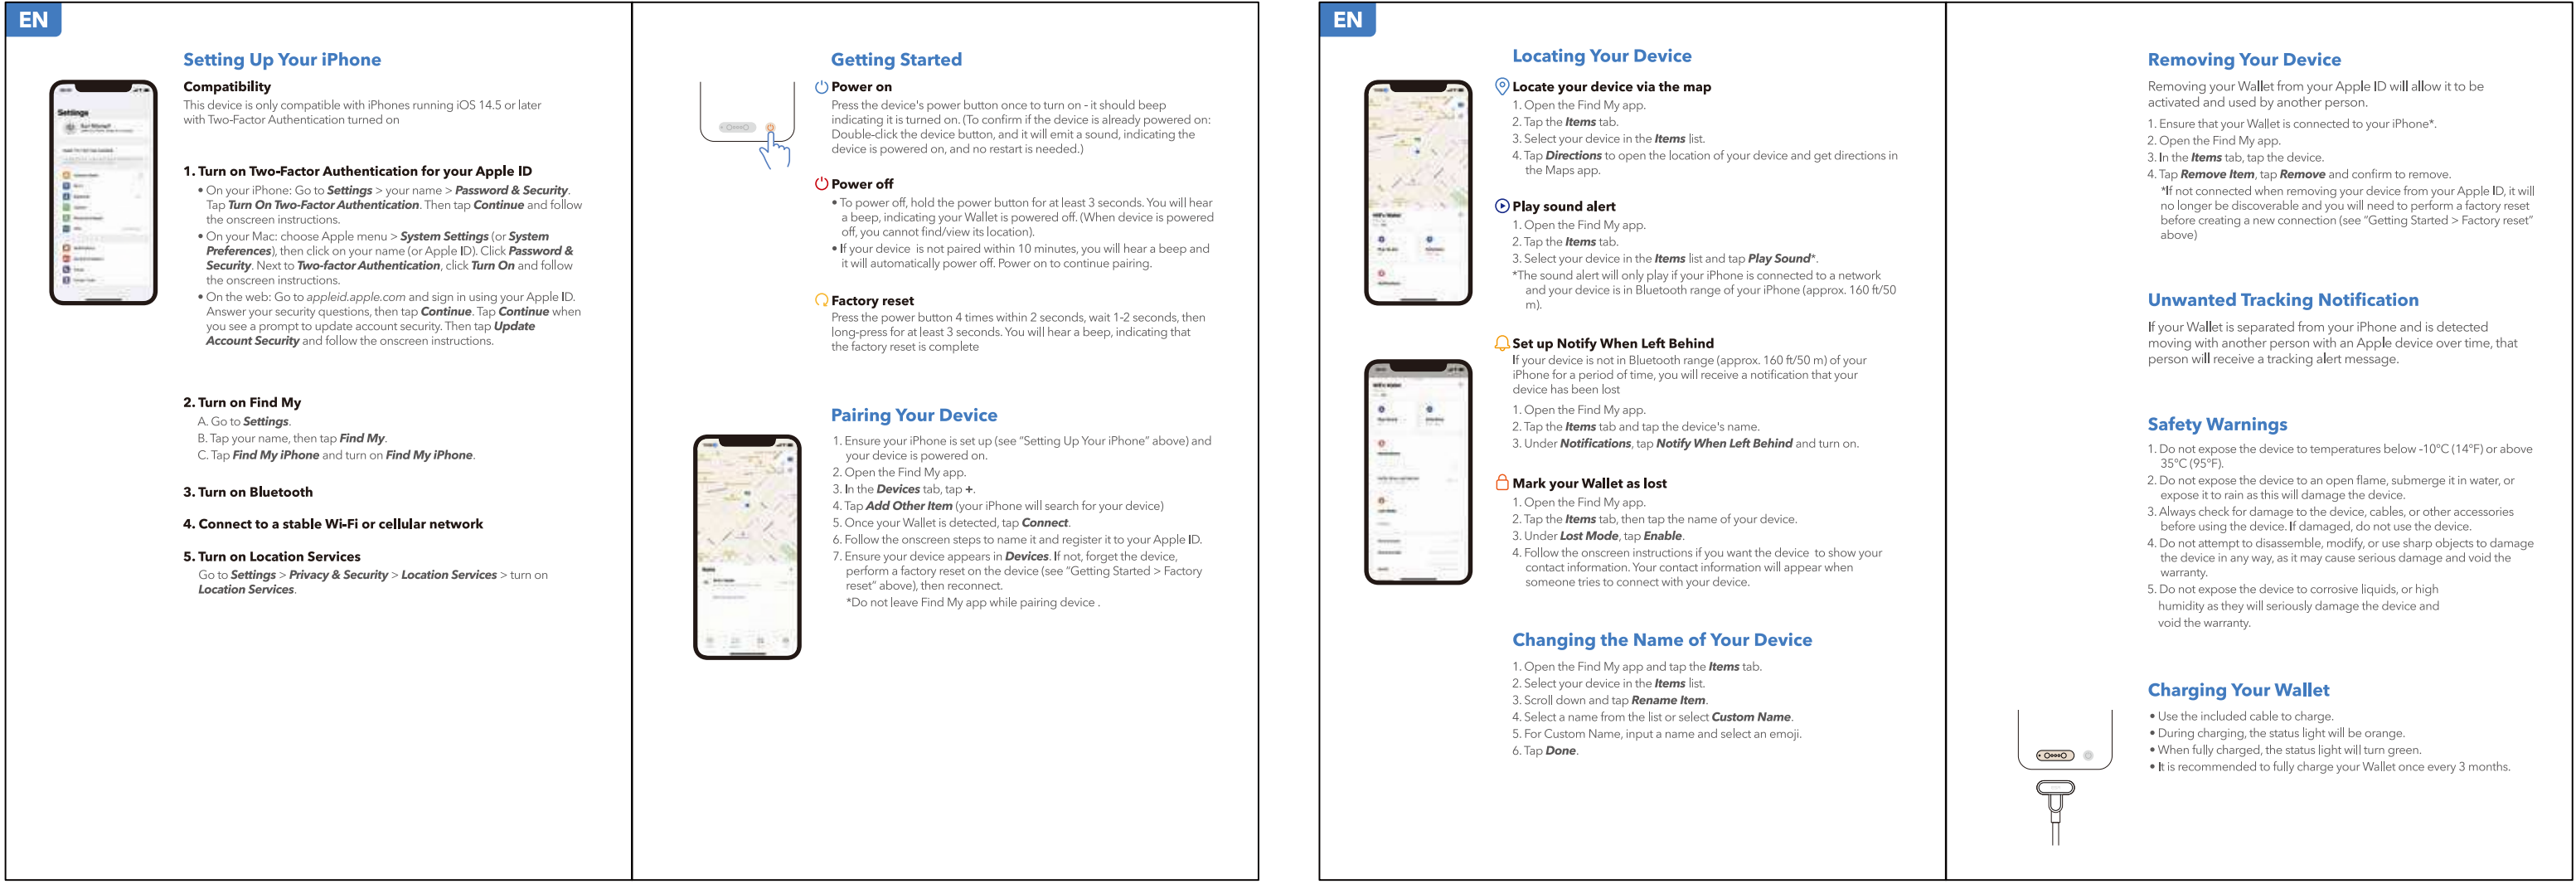 EN
Setting Up Your iPhone
Compatibility
This device is only compatible with iPhones running iOS 14.5 or later
with Two-Factor Authentication turned on
Settings
1. Turn on Two-Factor Authentication for your Apple ID
• On your iPhone: Go to Settings > your name > Password & Security.
Tap Turn On Two-Factor Authentication. Then tap Continue and follow
the onscreen instructions.
• On your Mac: choose Apple menu > System Settings (or System
Preferences), then click on your name (or Apple ID). Click Password &
Security. Next to Two-factor Authentication, click Turn On and follow
the onscreen instructions.
• On the web: Go to appleid.apple.com and sign in using your Apple ID.
Answer your security questions, then tap Continue. Tap Continue when
you see a prompt to update account security. Then tap Update
Account Security and follow the onscreen instructions.
2. Turn on Find My
A. Go to Settings.
B. Tap your name, then tap Find My.
C. Tap Find My iPhone and turn on Find My iPhone.
3. Turn on Bluetooth
4. Connect to a stable Wi-Fi or cellular network
5. Turn on Location Services
Go to Settings > Privacy & Security > Location Services > turn on
Location Services.
Getting Started
Power on
Press the device's power button once to turn on - it should beep
indicating it is turned on. (To confirm if the device is already powered on:
Double-click the device button, and it will emit a sound, indicating the
device is powered on, and no restart is needed.)
Power off
• To power off, hold the power button for at least 3 seconds. You will hear
a beep, indicating your Wallet is powered off. (When device is powered
off, you cannot find/view its location).
• If your device is not paired within 10 minutes, you will hear a beep and
it will automatically power off. Power on to continue pairing.
Factory reset
Press the power button 4 times within 2 seconds, wait 1-2 seconds, then
long-press for at least 3 seconds. You will hear a beep, indicating that
the factory reset is complete
Pairing Your Device
1. Ensure your iPhone is set up (see "Setting Up Your iPhone" above) and
your device is powered on.
2. Open the Find My app.
3. In the Devices tab, tap +.
4. Tap Add Other Item (your iPhone will search for your device)
5. Once your Wallet is detected, tap Connect.
6. Follow the onscreen steps to name it and register it to your Apple ID.
7. Ensure your device appears in Devices. If not, forget the device,
perform a factory reset on the device (see "Getting Started > Factory
reset" above), then reconnect.
*Do not leave Find My app while pairing device .
EN
Locating Your Device
Locate your device via the map
1. Open the Find My app.
2. Tap the Items tab.
3. Select your device in the Items list.
4. Tap Directions to open the location of your device and get directions in
the Maps app.
Play sound alert
1. Open the Find My app.
2. Tap the Items tab.
3. Select your device in the Items list and tap Play Sound*.
*The sound alert will only play if your iPhone is connected to a network
and your device is in Bluetooth range of your iPhone (approx. 160 ft/50
m).
Set up Notify When Left Behind
If your device is not in Bluetooth range (approx. 160 ft/50 m) of your
iPhone for a period of time, you will receive a notification that your
device has been lost
1. Open the Find My app.
2. Tap the Items tab and tap the device's name.
3. Under Notifications, tap Notify When Left Behind and turn on.
Mark your Wallet as lost
1. Open the Find My app.
2. Tap the Items tab, then tap the name of your device.
3. Under Lost Mode, tap Enable.
4. Follow the onscreen instructions if you want the device to show your
contact information. Your contact information will appear when
someone tries to connect with your device.
Changing the Name of Your Device
1. Open the Find My app and tap the Items tab.
2. Select your device in the Items list.
3. Scroll down and tap Rename Item.
4. Select a name from the list or select Custom Name.
5. For Custom Name, input a name and select an emoji.
6. Tap Done.
Removing Your Device
Removing your Wallet from your Apple ID will allow it to be
activated and used by another person.
1. Ensure that your Wallet is connected to your iPhone*.
2. Open the Find My app.
3. In the Items tab, tap the device.
4. Tap Remove Item, tap Remove and confirm to remove.
*If not connected when removing your device from your Apple ID, it will
no longer be discoverable and you will need to perform a factory reset
before creating a new connection (see "Getting Started > Factory reset"
above)
Unwanted Tracking Notification
If your Wallet is separated from your iPhone and is detected
moving with another person with an Apple device over time, that
person will receive a tracking alert message.
Safety Warnings
1. Do not expose the device to temperatures below -10°C (14°F) or above
35°C (95°F).
2. Do not expose the device to an open flame, submerge it in water, or
expose it to rain as this will damage the device.
3. Always check for damage to the device, cables, or other accessories
before using the device. If damaged, do not use the device.
4. Do not attempt to disassemble, modify, or use sharp objects to damage
the device in any way, as it may cause serious damage and void the
warranty.
5. Do not expose the device to corrosive liquids, or high
humidity as they will seriously damage the device and
void the warranty.
Charging Your Wallet
• Use the included cable to charge.
• During charging, the status light will be orange.
• When fully charged, the status light will turn green.
• It is recommended to fully charge your Wallet once every 3 months.